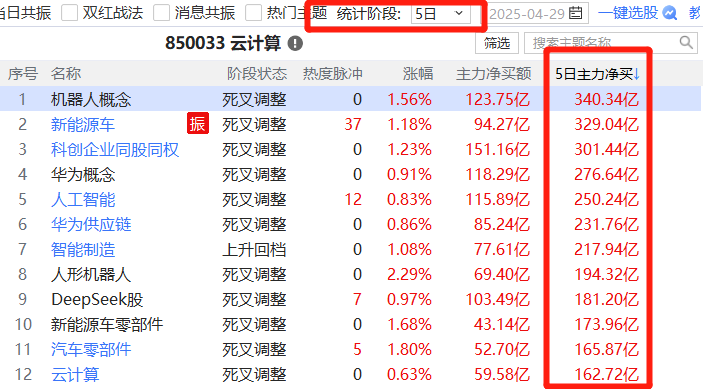 当日共振 双红战法 消息共振 热门主题 统计阶段: 5日 2025-04-29 一键选股
850033 云计算 筛选 搜索主题名称
序号 名称 阶段状态 热度脉冲 涨幅 主力净买额 5日主力净买↓
1 机器人概念 死叉调整 0 1.56% 123.75亿 340.34亿
2 新能源车 振 死叉调整 37 1.18% 94.27亿 329.04亿
3 科创企业同股同权 死叉调整 0 1.23% 151.16亿 301.44亿
4 华为概念 死叉调整 0 0.91% 118.29亿 276.64亿
5 人工智能 死叉调整 12 0.83% 115.89亿 250.24亿
6 华为供应链 死叉调整 0 0.86% 85.24亿 231.76亿
7 智能制造 上升回档 0 1.08% 77.61亿 217.94亿
8 人形机器人 死叉调整 0 2.29% 69.40亿 194.32亿
9 DeepSeek股 死叉调整 7 0.97% 103.49亿 181.20亿
10 新能源车零部件 死叉调整 0 1.68% 43.14亿 173.96亿
11 汽车零部件 死叉调整 5 1.80% 52.70亿 165.87亿
12 云计算 死叉调整 0 0.63% 59.58亿 162.72亿